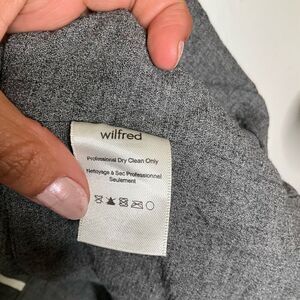 wilfred
Professional Dry Clean Only
Nettoyage à Sec Professionnel
Seulement